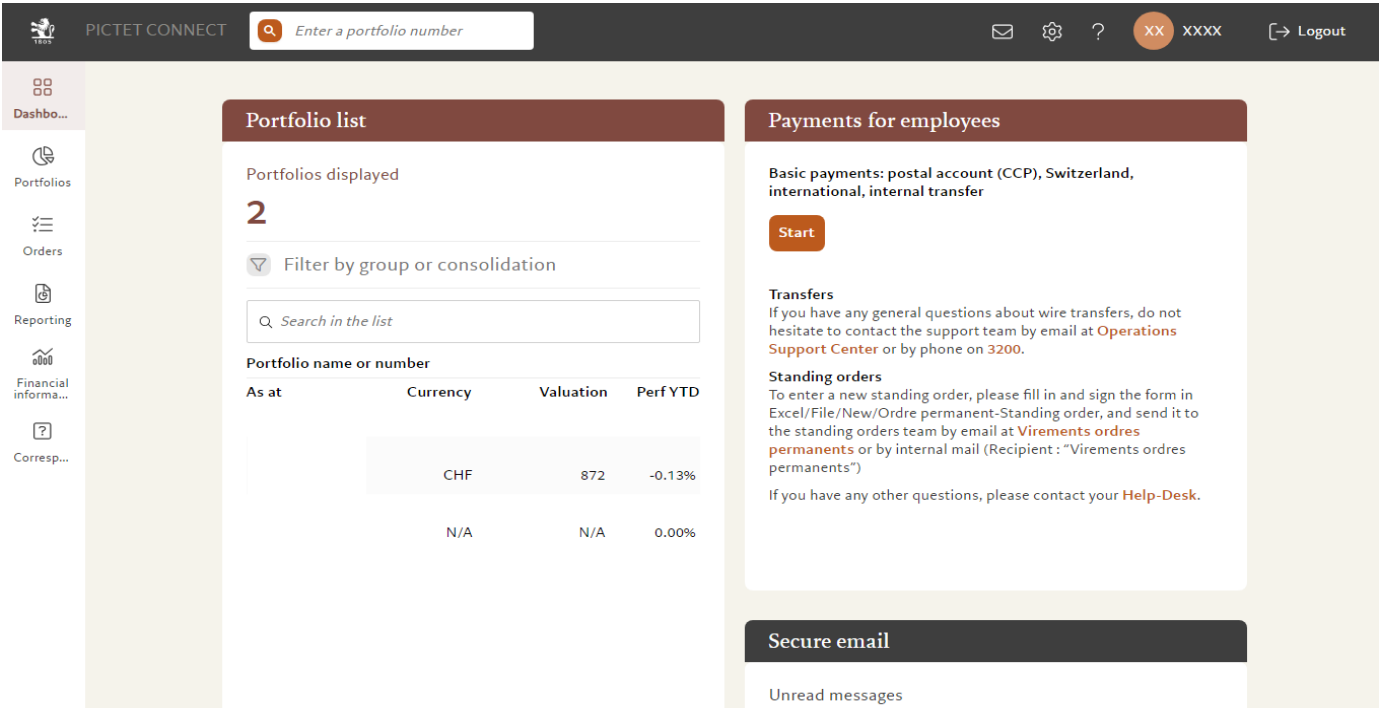 1805
PICTET CONNECT
Enter a portfolio number
?
XX
XXXX
Logout
Dashbo...
Portfolios
Orders
Reporting
Financial
informa...
Corresp...
Portfolio list
Portfolios displayed
2
Filter by group or consolidation
Search in the list
Portfolio name or number
As at Currency Valuation Perf YTD
CHF 872 -0.13%
N/A N/A 0.00%
Payments for employees
Basic payments: postal account (CCP), Switzerland,
international, internal transfer
Start
Transfers
If you have any general questions about wire transfers, do not
hesitate to contact the support team by email at Operations
Support Center or by phone on 3200.
Standing orders
To enter a new standing order, please fill in and sign the form in
Excel/File/New/Ordre permanent-Standing order, and send it to
the standing orders team by email at Virements ordres
permanents or by internal mail (Recipient : "Virements ordres
permanents")
If you have any other questions, please contact your Help-Desk.
Secure email
Unread messages